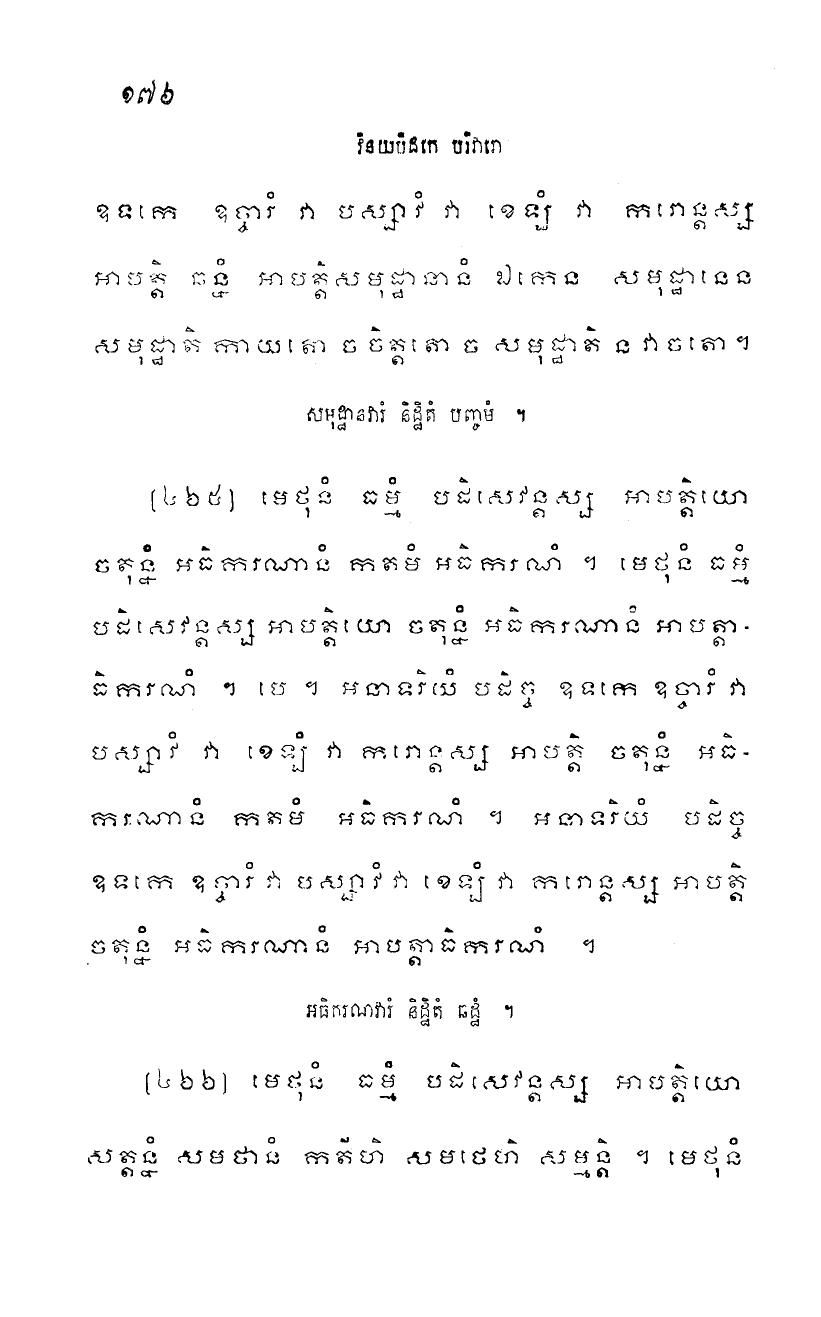 ១៧៦
វិនយបិដកេ បរិវារោ
ឧទកេ ឧច្ចារំ វា បស្សាវំ វា ខេឡំ វា ករោន្តស្ស
អាបត្តិ ឆន្នំ អាបត្តិសមុដ្ឋានានំ ឯកេន សមុដ្ឋានេន
សមុដ្ឋាតិ កាយតោ ច ចិត្តតោ ច សមុដ្ឋាតិ ន វាចតោ។
សមុដ្ឋានវារំ និដ្ឋិតំ បញ្ចមំ ។
(៤៦៥) មេថុនំ ធម្មំ បដិសេវន្តស្ស អាបត្តិយោ
ចតុន្នំ អធិករណានំ កតមំ អធិករណំ ។ មេថុនំ ធម្មំ
បដិសេវន្តស្ស អាបត្តិយោ ចតុន្នំ អធិករណានំ អាបត្តា-
ធិករណំ ។ បេ ។ អនាទរិយំ បដិច្ច ឧទកេ ឧច្ចារំ វា
បស្សាវំ វា ខេឡំ វា ករោន្តស្ស អាបត្តិ ចតុន្នំ អធិ-
ករណានំ កតមំ អធិករណំ ។ អនាទរិយំ បដិច្ច
ឧទកេ ឧច្ចារំ វា បស្សាវំ វា ខេឡំ វា ករោន្តស្ស អាបត្តិ
ចតុន្នំ អធិករណានំ អាបត្តាធិករណំ ។
អធិករណវារំ និដ្ឋិតំ ឆដ្ឋំ ។
(៤៦៦) មេថុនំ ធម្មំ បដិសេវន្តស្ស អាបត្តិយោ
សត្តន្នំ សមថានំ កតីហិ សមថេហិ សម្មន្តិ ។ មេថុនំ